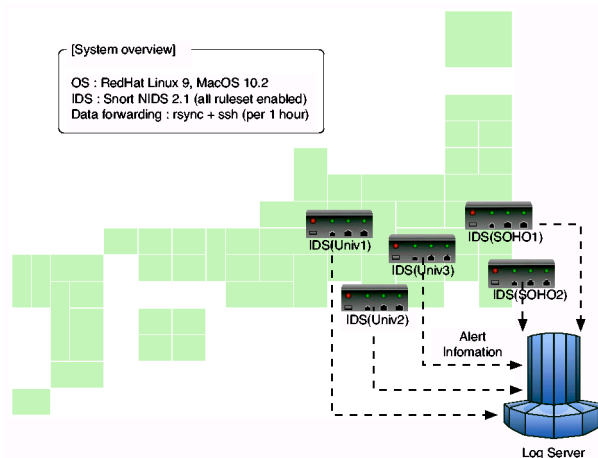 [System overview]
OS : RedHat Linux 9, MacOS 10.2
IDS : Snort NIDS 2.1 (all ruleset enabled)
Data forwarding : rsync + ssh (per 1 hour)
IDS(Univ1)
IDS(SOHO1)
IDS(Univ3)
IDS(SOHO2)
IDS(Univ2)
Alert
Infomation
Log Server